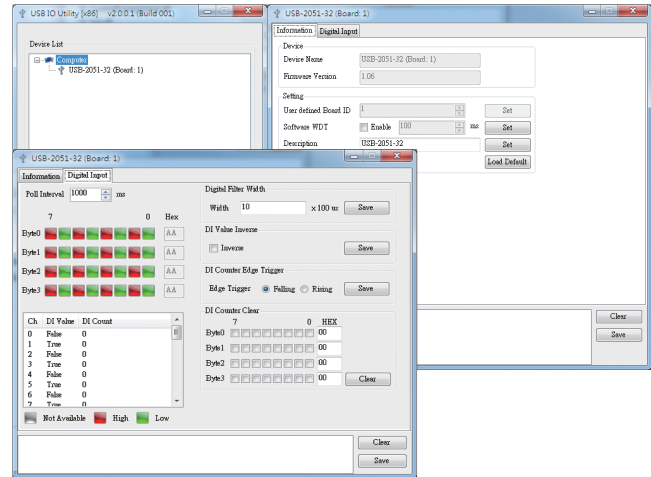 USB IO Utility [x86] v2.0.0.1 (Build 001)
Device List
Computer
USB-2051-32 (Board: 1)
USB-2051-32 (Board: 1)
Information Digital Input
Device
Device Name USB-2051-32 (Board: 1)
Firmware Version 1.06
Setting
User defined Board ID 1 Set
Software WDT Enable 100 ms Set
Description USB-2051-32 Set
Load Default
Clear
Save
USB-2051-32 (Board: 1)
Information Digital Input
Poll Interval 1000 ms
7 0 Hex
Byte0 AA
Byte1 AA
Byte2 AA
Byte3 AA
Ch DI Value DI Count
0 False 0
1 True 0
2 False 0
3 True 0
4 False 0
5 True 0
6 False 0
7 True 0
Not Available High Low
Digital Filter Width
Width 10 x 100 us Save
DI Value Inverse
Inverse Save
DI Counter Edge Trigger
Edge Trigger Falling Rising Save
DI Counter Clear
7 0 HEX
Byte0 00
Byte1 00
Byte2 00
Byte3 00 Clear
Clear
Save